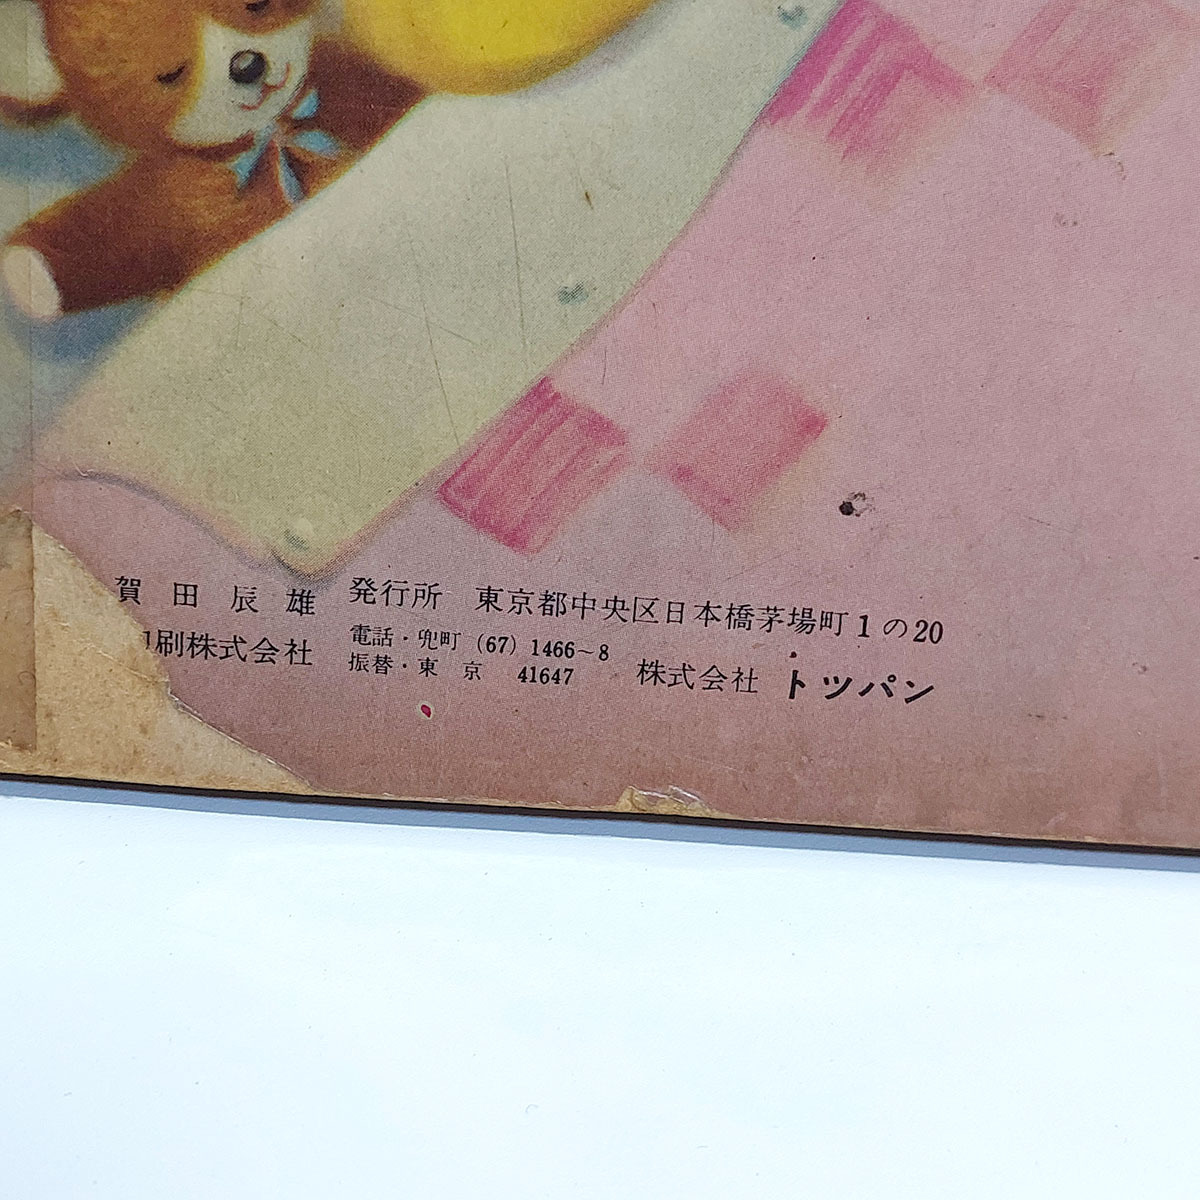 賀田辰雄 発行所 東京都中央区日本橋茅場町1の20
刷株式会社 電話・兜町 (67) 1466~8
振替・東京 41647 株式会社 トツパン